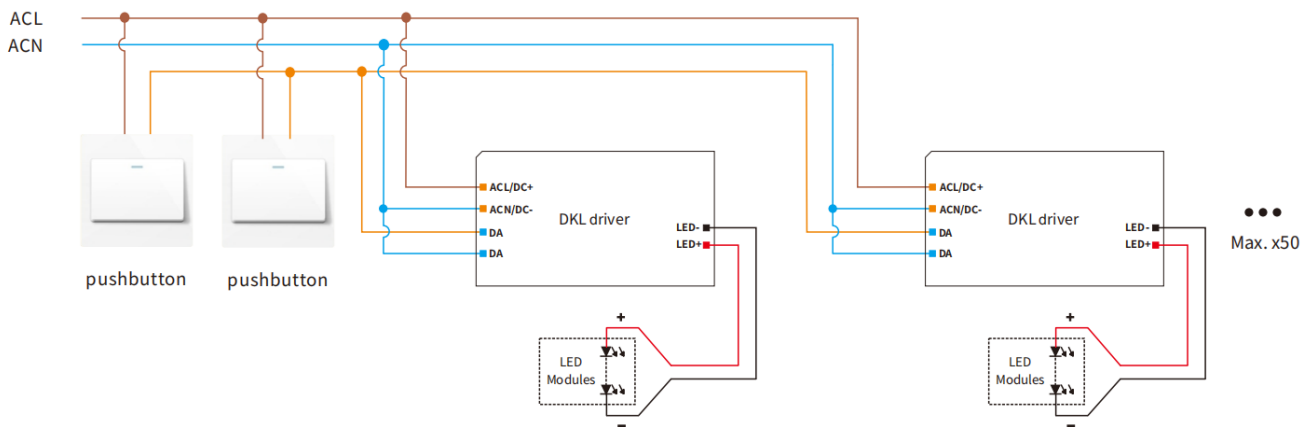 ACL
ACN
pushbutton
pushbutton
ACL/DC+
ACN/DC-
DA
DA
DKL driver
LED-
LED+
+
LED
Modules
-
ACL/DC+
ACN/DC-
DA
DA
DKL driver
LED-
LED+
+
LED
Modules
-
•••
Max. x50